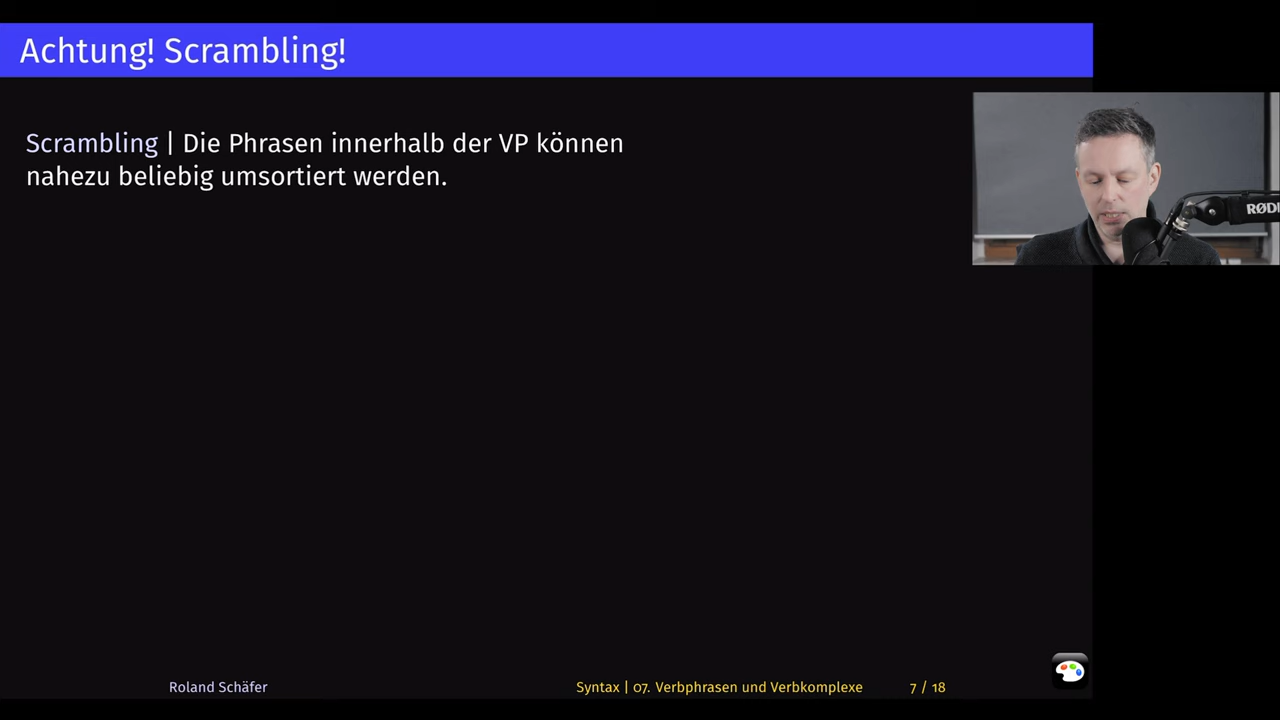 Achtung! Scrambling!
Scrambling | Die Phrasen innerhalb der VP können
nahezu beliebig umsortiert werden.
RØDE
Roland Schäfer
Syntax | 07. Verbphrasen und Verbkomplexe
7 / 18